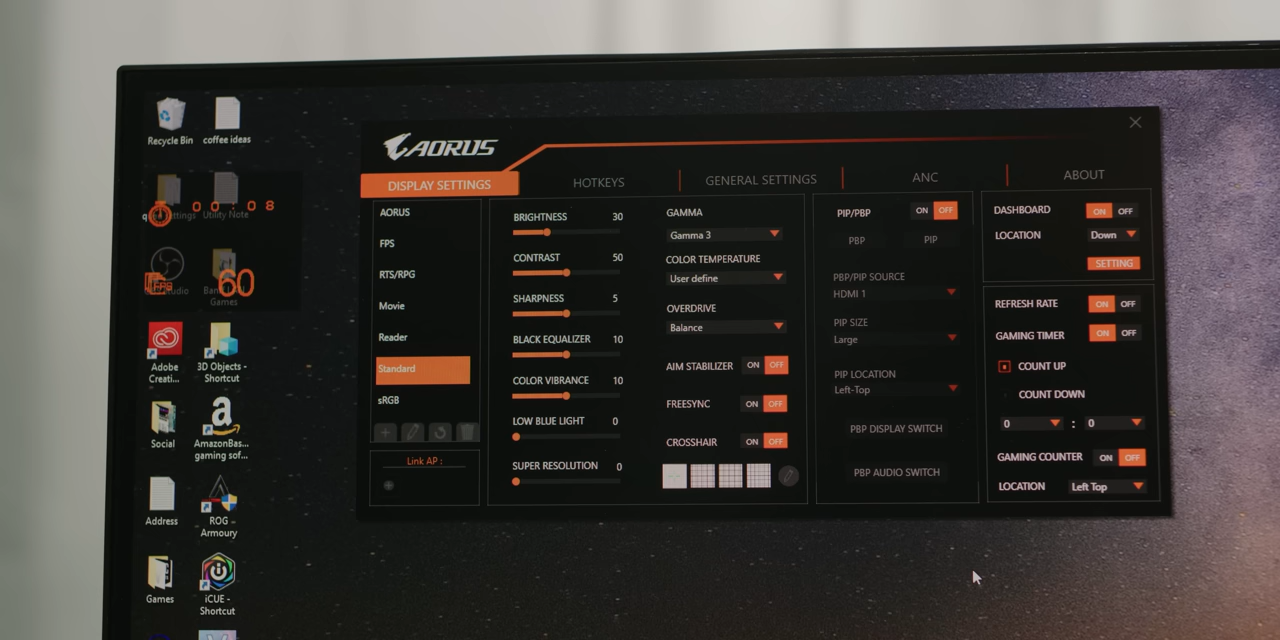 Recycle Bin
coffee ideas
Utility Note
00:08
FPS
60
Games
Adobe
Creati...
3D Objects -
Shortcut
Social
AmazonBas...
gaming sof...
Address
ROG -
Armoury
Games
iCUE -
Shortcut
AORUS
DISPLAY SETTINGS
HOTKEYS
GENERAL SETTINGS
ANC
ABOUT
AORUS
FPS
RTS/RPG
Movie
Reader
Standard
sRGB
Link AP :
BRIGHTNESS 30
CONTRAST 50
SHARPNESS 5
BLACK EQUALIZER 10
COLOR VIBRANCE 10
LOW BLUE LIGHT 0
SUPER RESOLUTION 0
GAMMA
Gamma 3
COLOR TEMPERATURE
User define
OVERDRIVE
Balance
AIM STABILIZER ON OFF
FREESYNC ON OFF
CROSSHAIR ON OFF
PIP/PBP ON OFF
PBP PIP
PBP/PIP SOURCE
HDMI 1
PIP SIZE
Large
PIP LOCATION
Left-Top
PBP DISPLAY SWITCH
PBP AUDIO SWITCH
DASHBOARD ON OFF
LOCATION Down
SETTING
REFRESH RATE ON OFF
GAMING TIMER ON OFF
COUNT UP
COUNT DOWN
0 : 0
GAMING COUNTER ON OFF
LOCATION Left Top